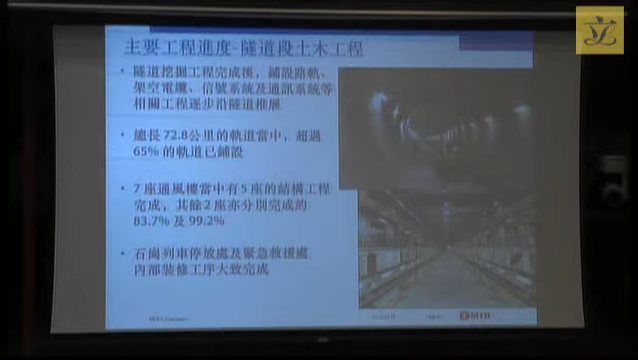 立
主要工程進度-隧道段土木工程
• 隧道挖掘工程完成後，鋪設路軌、
架空電纜、信號系統及通訊系統等
相關工程逐步沿隧道推展
• 總長 72.8公里的軌道當中，超過
65% 的軌道已鋪設
• 7 座通風樓當中有 5 座的結構工程
完成，其餘 2 座亦分別完成約
83.7% 及 99.2%
• 石崗列車停放處及緊急救援處
內部裝修工序大致完成
MTR